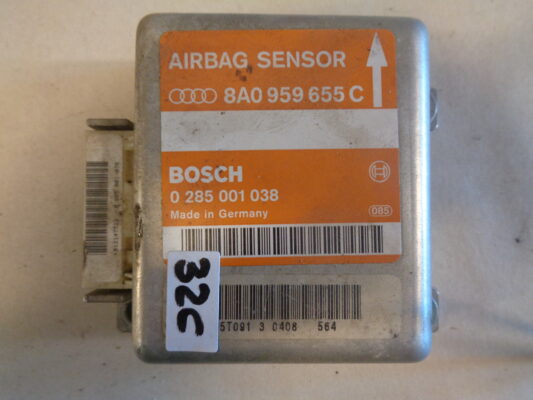 AIRBAG SENSOR
8A0 959 655 C
BOSCH
0 285 001 038
Made in Germany
085
32C
5T091 3 0408 564